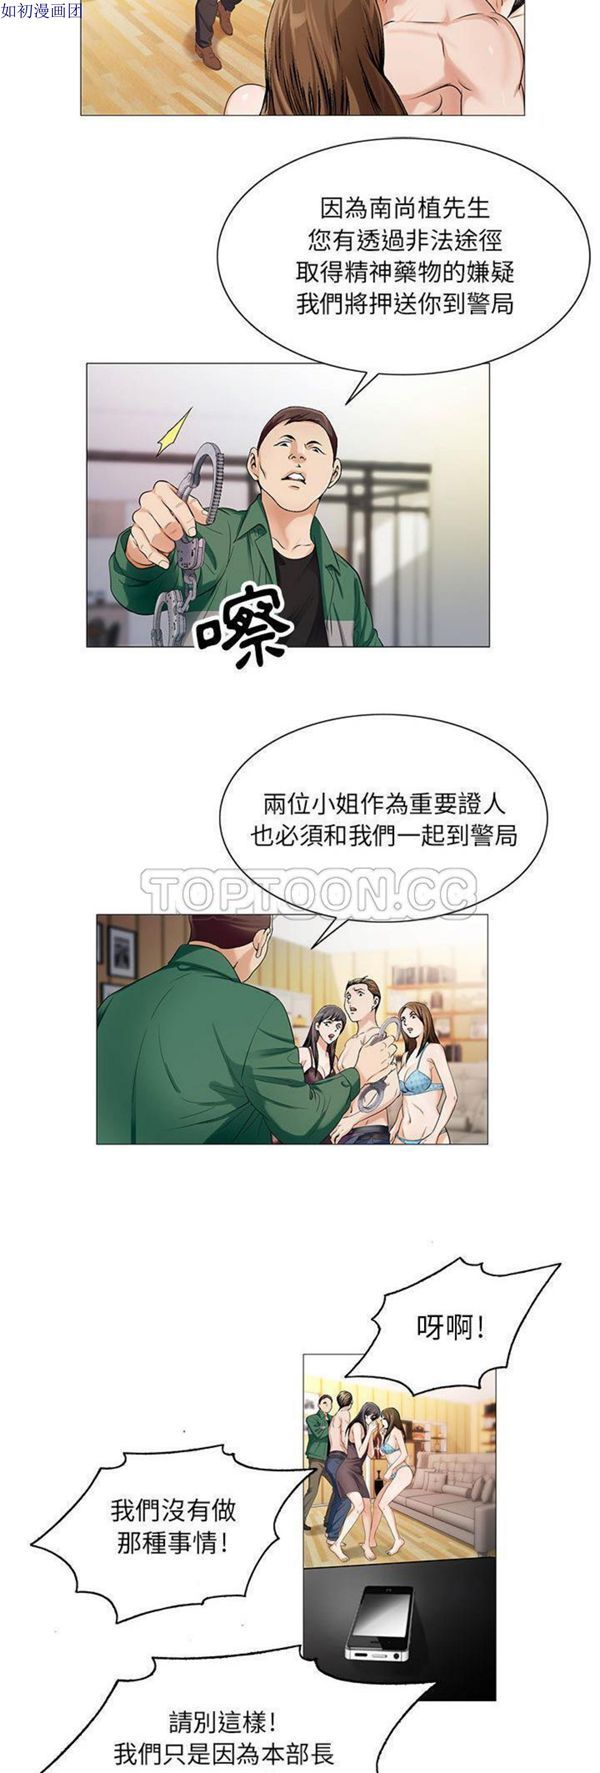 如初漫画团
因為南尚植先生
您有透過非法途徑
取得精神藥物的嫌疑
我們將押送你到警局
嚓
兩位小姐作為重要證人
也必須和我們一起到警局
TOPTOON.CC
呀啊!
我們沒有做
那種事情!
請別這樣!
我們只是因為本部長